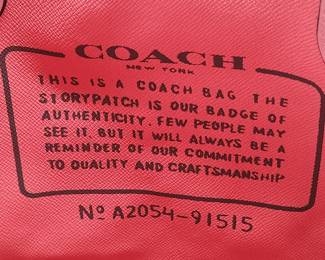 COACH
NEW YORK
THIS IS A COACH BAG THE
STORYPATCH IS OUR BADGE OF
AUTHENTICITY. FEW PEOPLE MAY
SEE IT. BUT IT WILL ALWAYS BE A
REMINDER OF OUR COMMITMENT
TO QUALITY AND CRAFTSMANSHIP
No A2054-91515